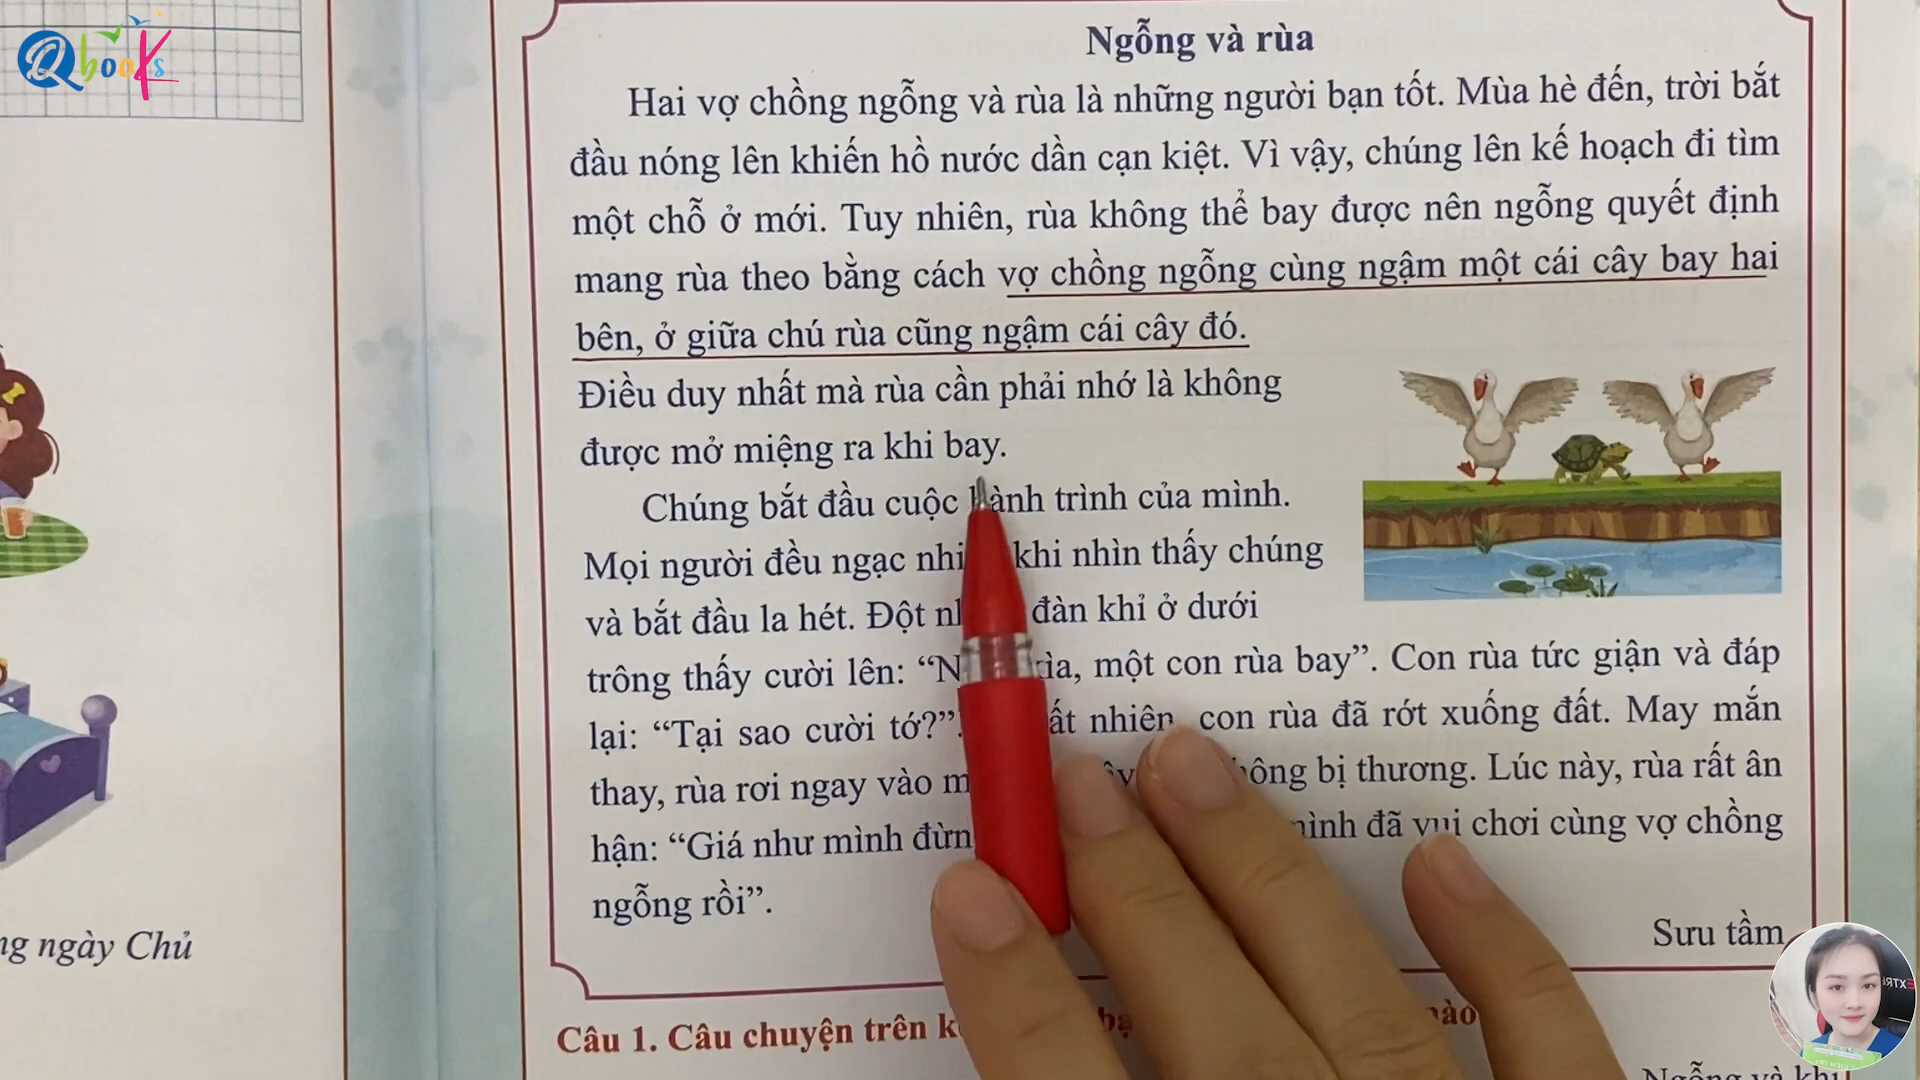 Qbooks
Ngỗng và rùa
Hai vợ chồng ngỗng và rùa là những người bạn tốt. Mùa hè đến, trời bắt
đầu nóng lên khiến hồ nước dần cạn kiệt. Vì vậy, chúng lên kế hoạch đi tìm
một chỗ ở mới. Tuy nhiên, rùa không thể bay được nên ngỗng quyết định
mang rùa theo bằng cách vợ chồng ngỗng cùng ngậm một cái cây bay hai
bên, ở giữa chú rùa cũng ngậm cái cây đó.
Điều duy nhất mà rùa cần phải nhớ là không
được mở miệng ra khi bay.
Chúng bắt đầu cuộc hành trình của mình.
Mọi người đều ngạc khi nhìn thấy chúng
và bắt đầu la hét. Đột đàn khỉ ở dưới
trông thấy cười lên: một con rùa bay”. Con rùa tức giận và đáp
lại: “Tại sao cười tớ?” nhiên, con rùa đã rớt xuống đất. May mắn
thay, rùa rơi ngay vào bị thương. Lúc này, rùa rất ân
hận: “Giá như mình đã vui chơi cùng vợ chồng
ngỗng rồi”.
Sưu tầm
ngày Chủ
Câu 1. Câu chuyện trên
Ngỗng và khỉ